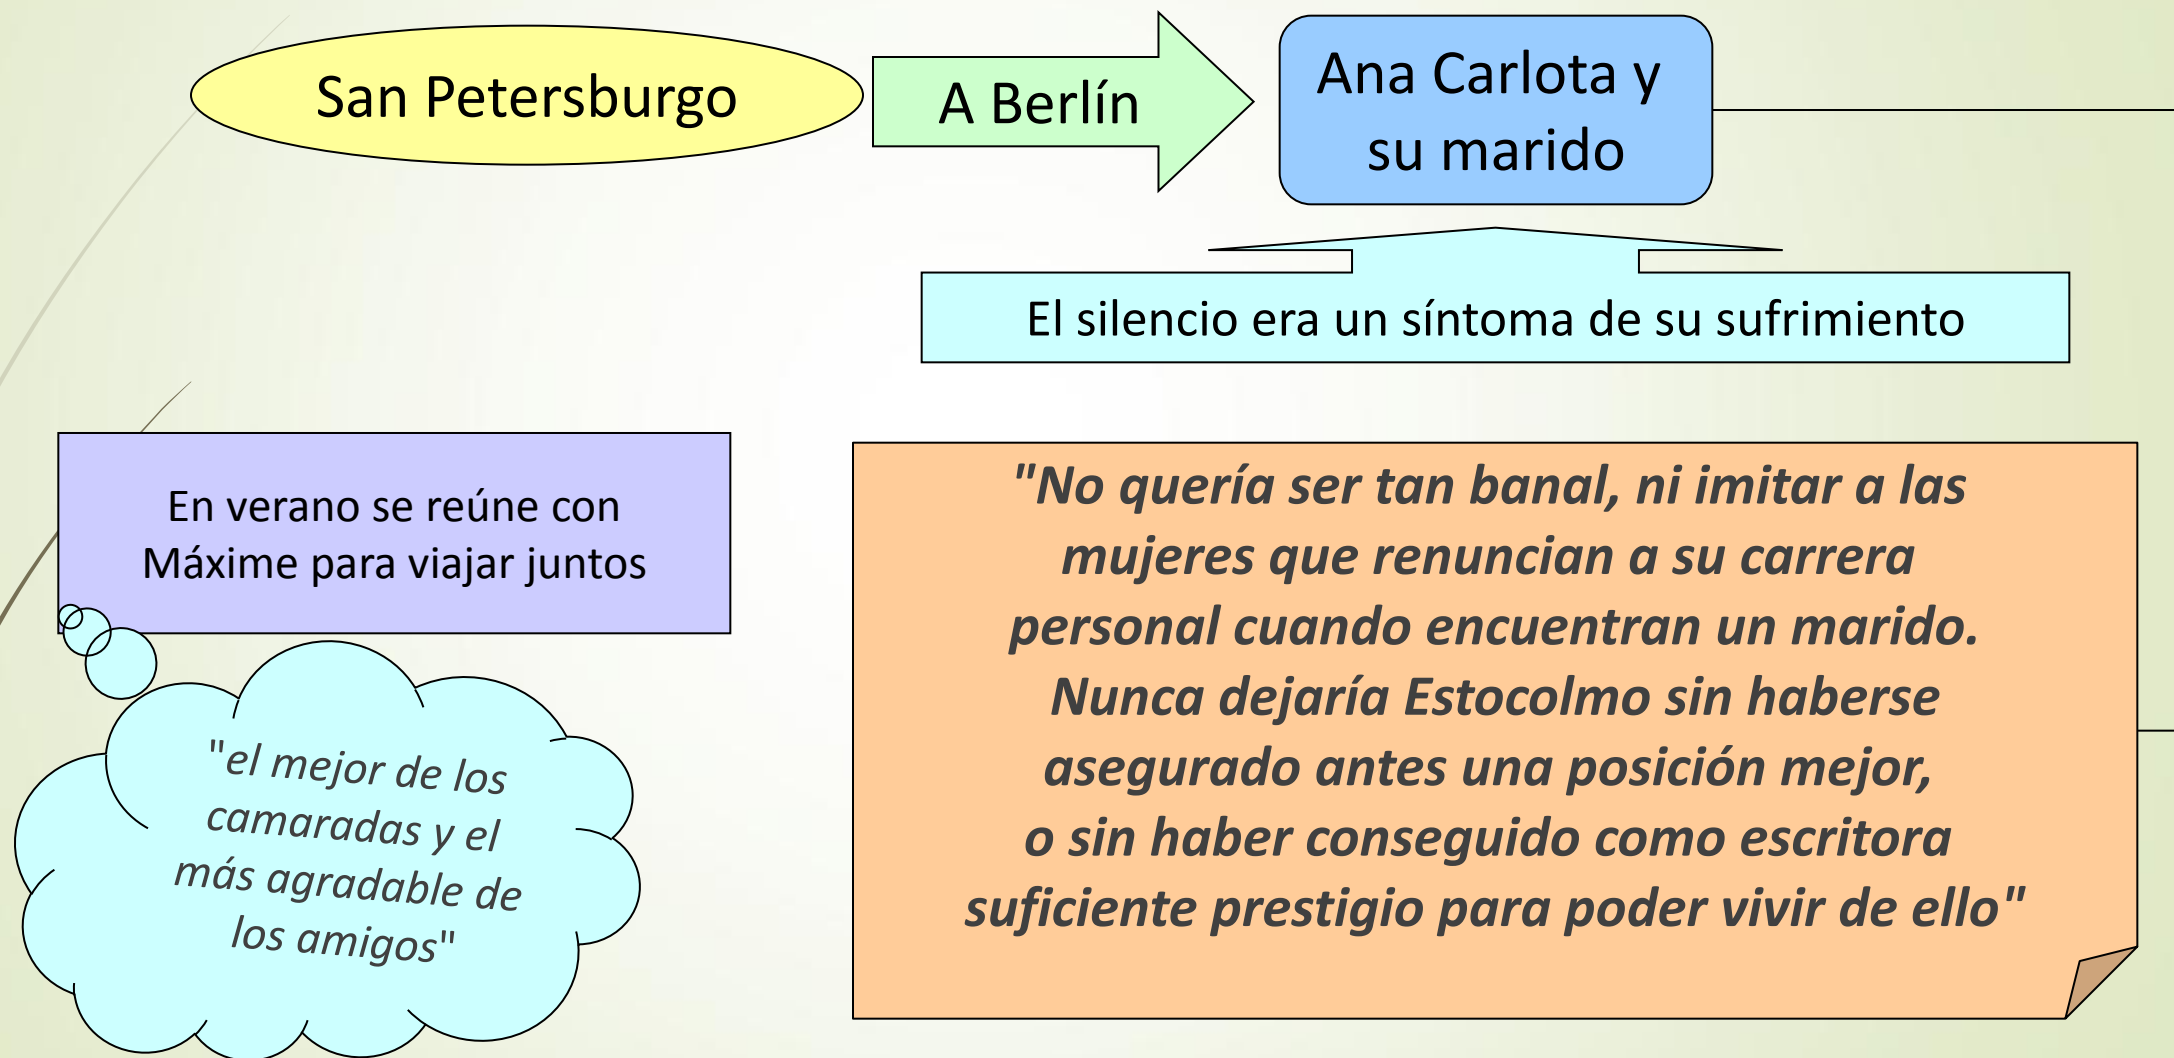 San Petersburgo
A Berlín
Ana Carlota y
su marido
El silencio era un síntoma de su sufrimiento
En verano se reúne con
Máxime para viajar juntos
"el mejor de los
camaradas y el
más agradable de
los amigos"
"No quería ser tan banal, ni imitar a las
mujeres que renuncian a su carrera
personal cuando encuentran un marido.
Nunca dejaría Estocolmo sin haberse
asegurado antes una posición mejor,
o sin haber conseguido como escritora
suficiente prestigio para poder vivir de ello"